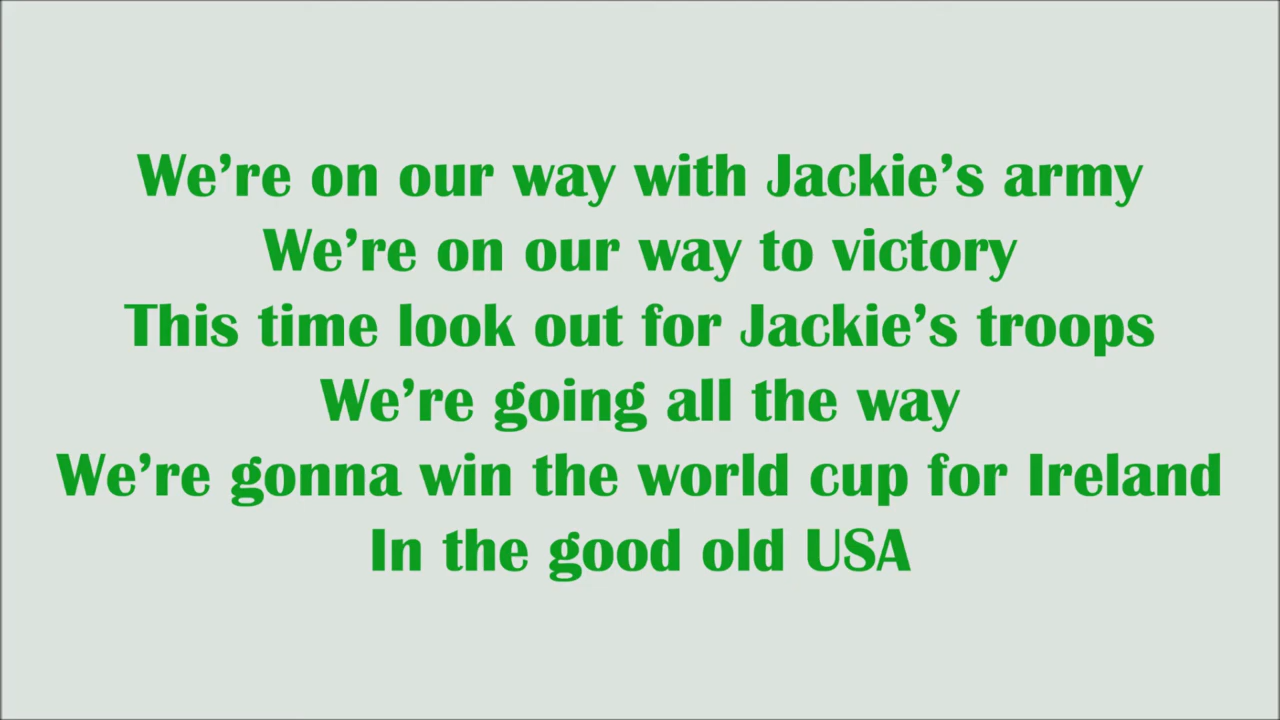 We’re on our way with Jackie’s army
We’re on our way to victory
This time look out for Jackie’s troops
We’re going all the way
We’re gonna win the world cup for Ireland
In the good old USA